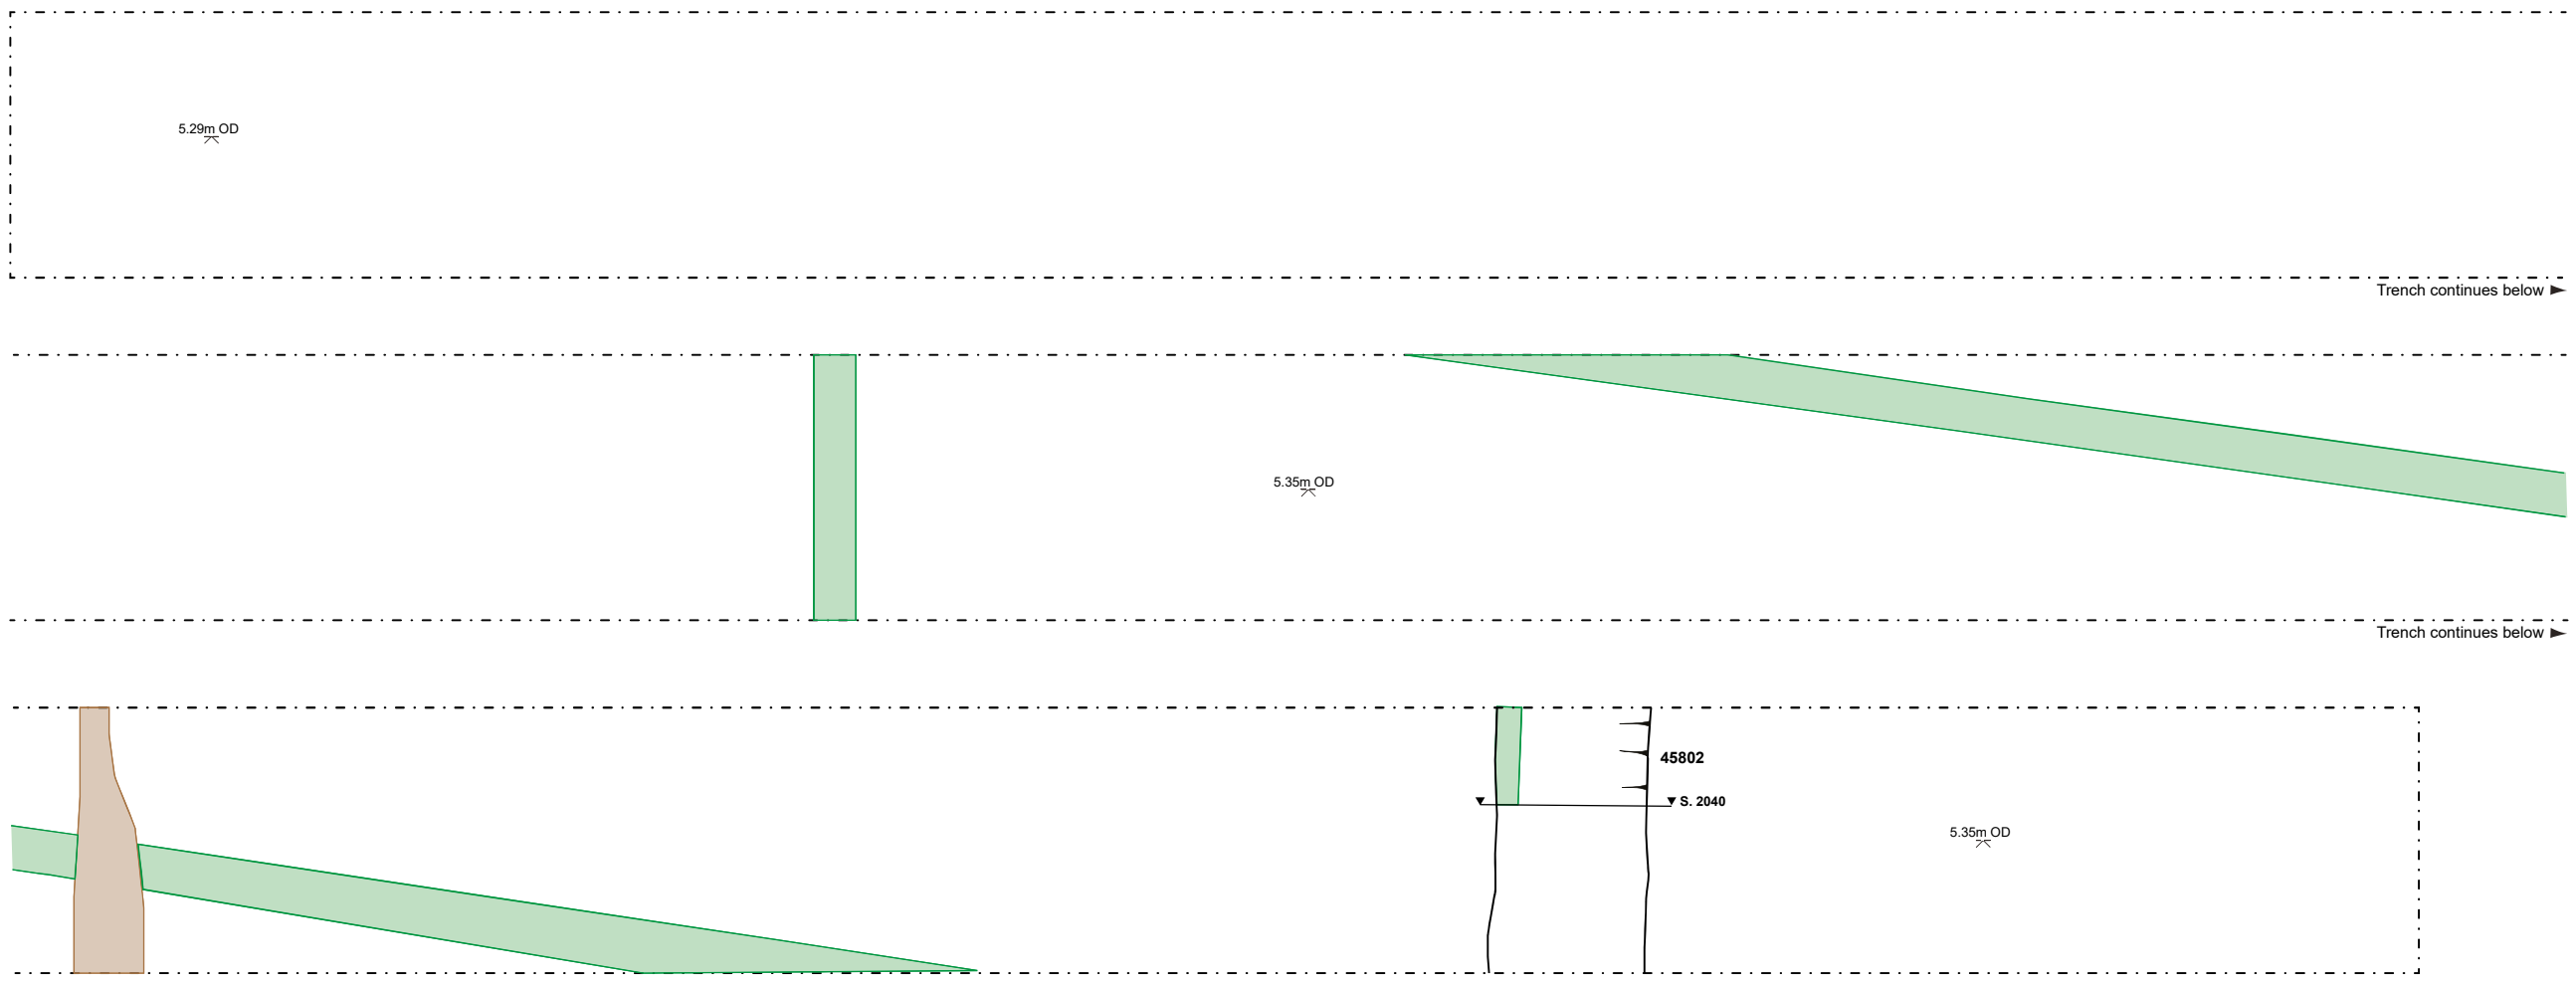 5.29m OD
Trench continues below
5.35m OD
Trench continues below
45802
S. 2040
5.35m OD